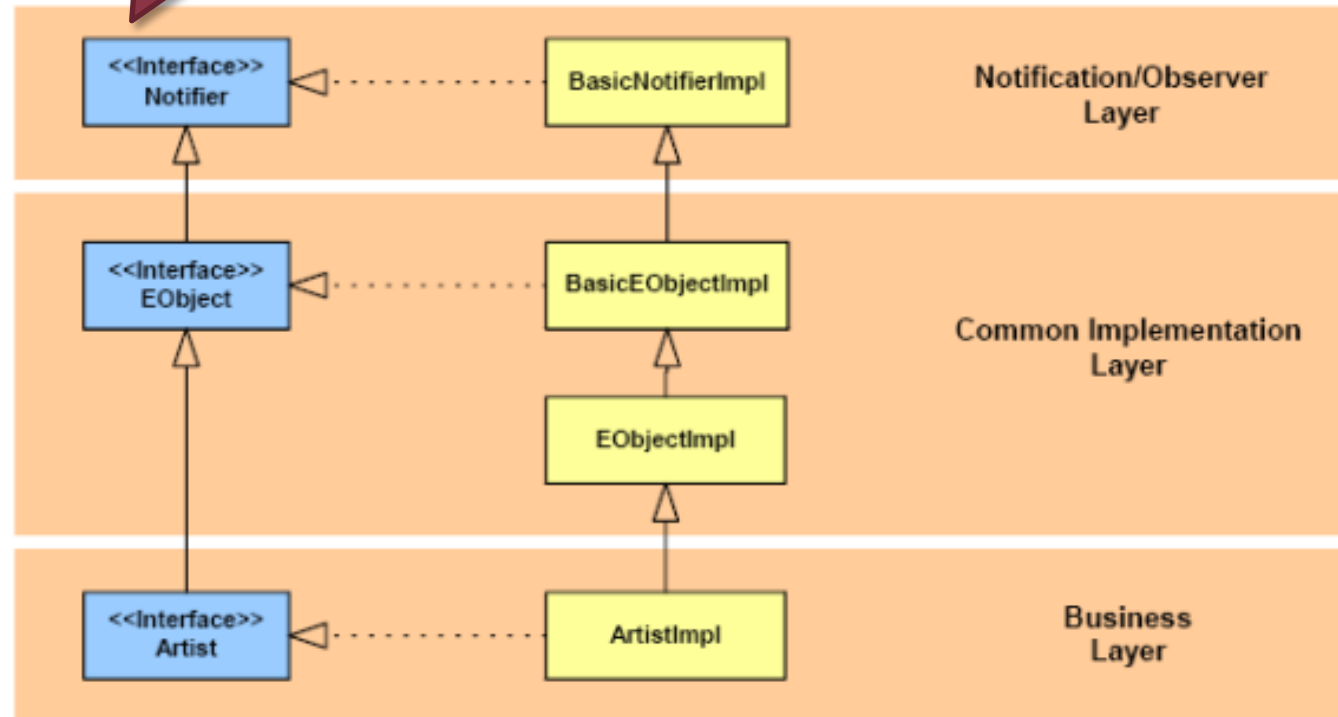 <<Interface>>
Notifier
BasicNotifierImpl
Notification/Observer
Layer
<<Interface>>
EObject
BasicEObjectImpl
Common Implementation
Layer
EObjectImpl
<<Interface>>
Artist
ArtistImpl
Business
Layer